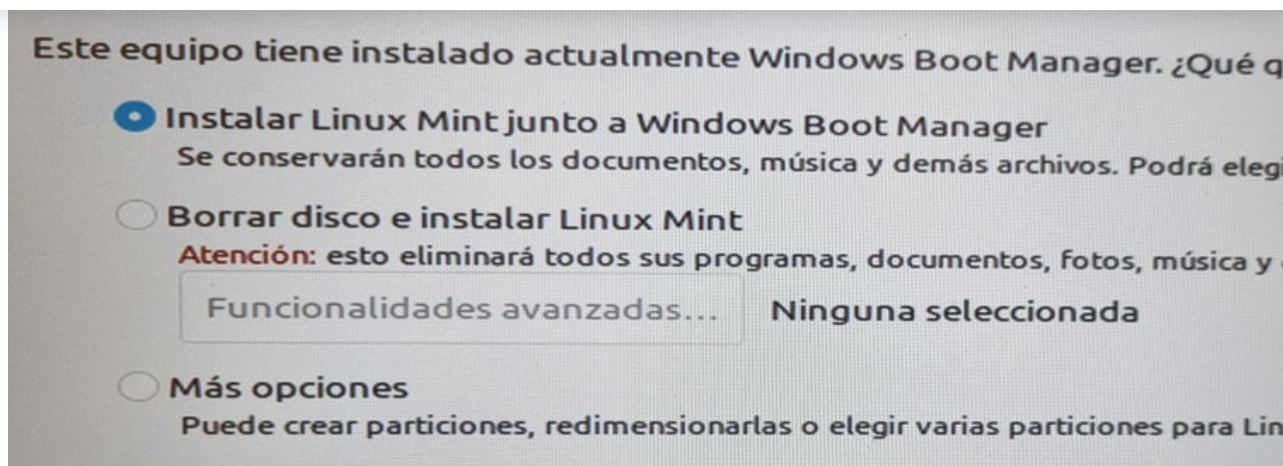 Este equipo tiene instalado actualmente Windows Boot Manager. ¿Qué q
Instalar Linux Mint junto a Windows Boot Manager
Se conservarán todos los documentos, música y demás archivos. Podrá elegi
Borrar disco e instalar Linux Mint
Atención: esto eliminará todos sus programas, documentos, fotos, música y
Funcionalidades avanzadas... Ninguna seleccionada
Más opciones
Puede crear particiones, redimensionarlas o elegir varias particiones para Lin